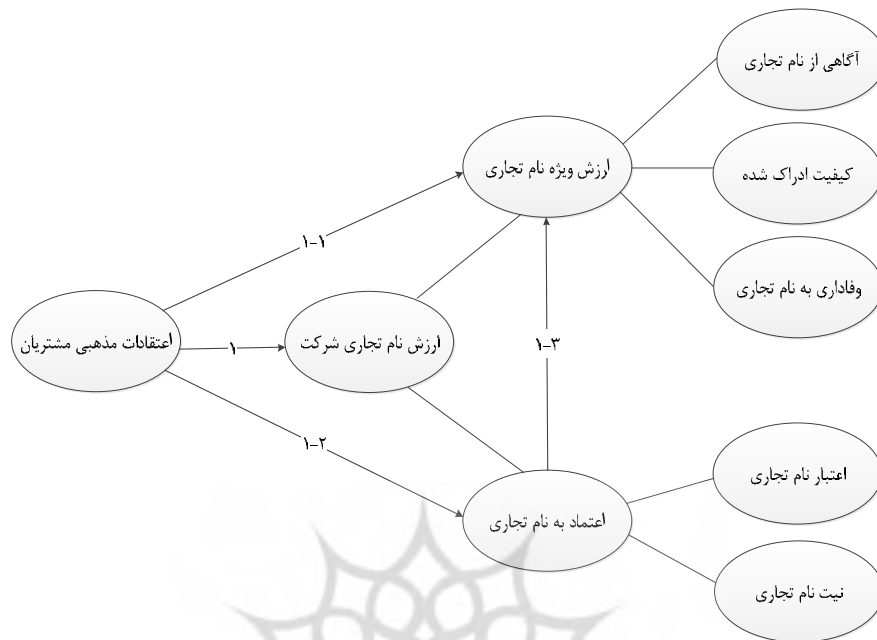 آگاهی از نام تجاری
ارزش ویژه نام تجاری
کیفیت ادراک شده
۱-۱
وفاداری به نام تجاری
اعتقادات مذهبی مشتریان
۱
ارزش نام تجاری شرکت
۱-۳
۱-۲
اعتبار نام تجاری
اعتماد به نام تجاری
نیت نام تجاری